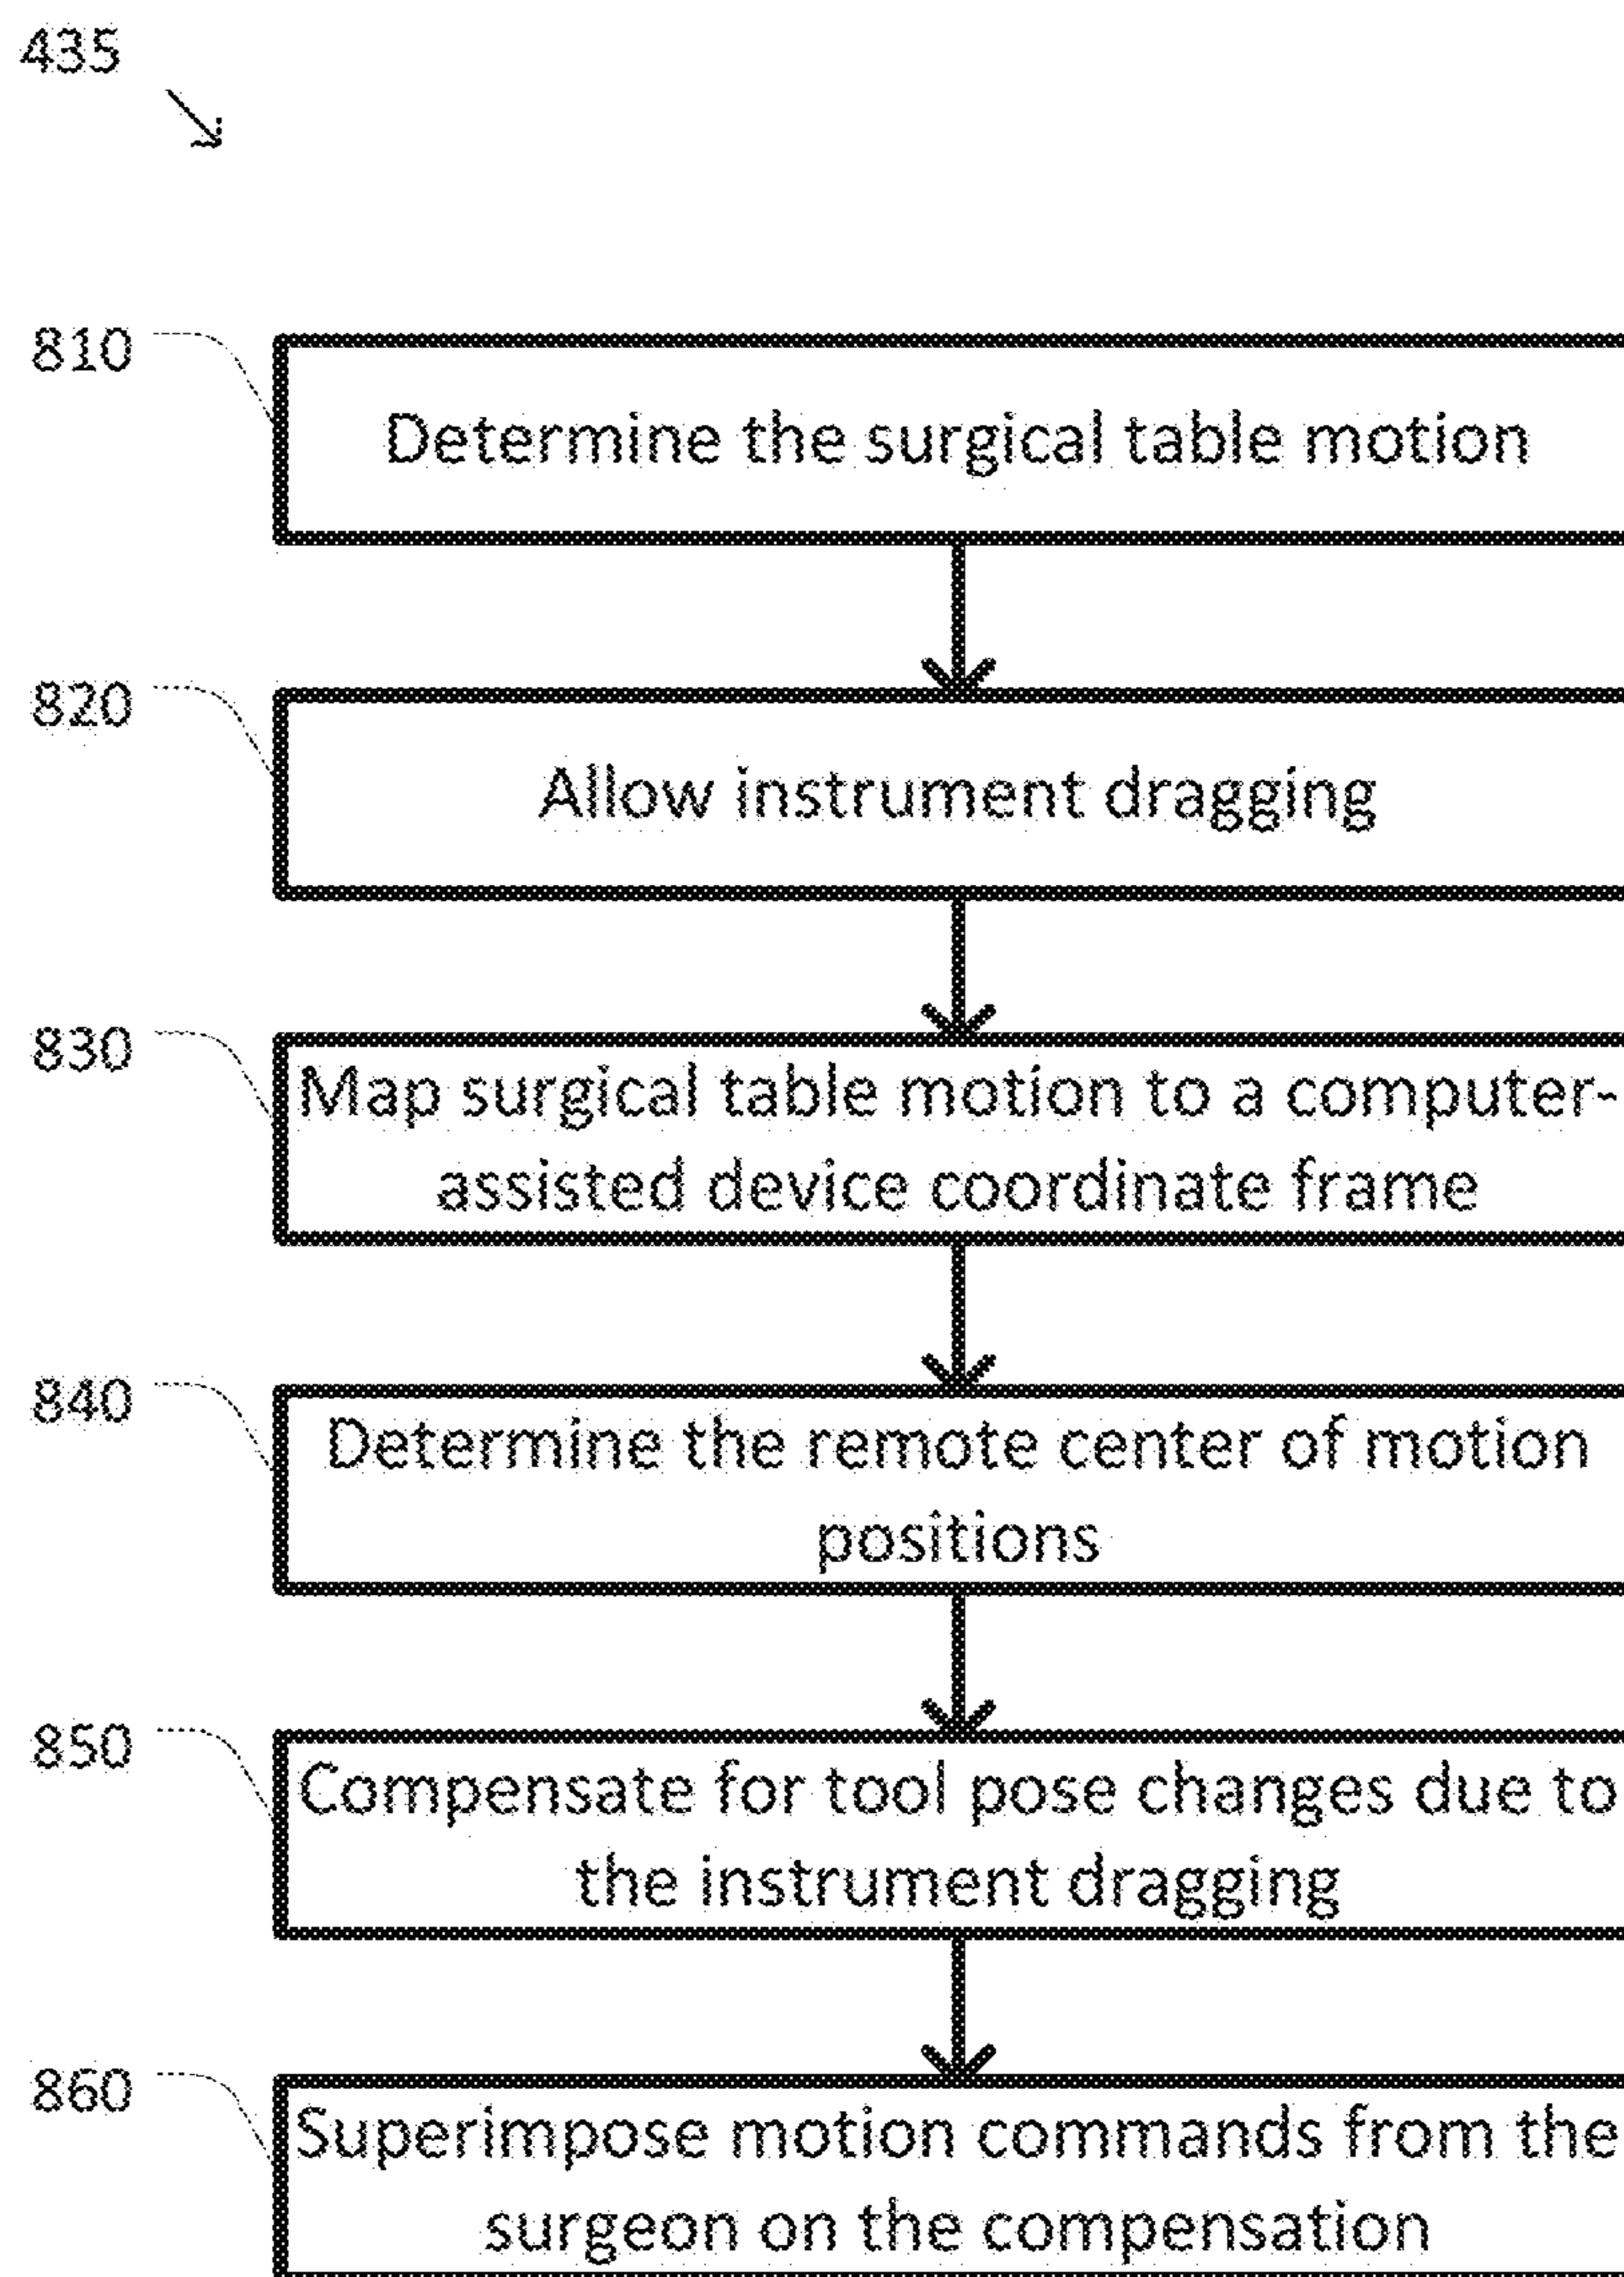 435
810
Determine the surgical table motion
820
Allow instrument dragging
830
Map surgical table motion to a computer-
assisted device coordinate frame
840
Determine the remote center of motion
positions
850
Compensate for tool pose changes due to
the instrument dragging
860
Superimpose motion commands from the
surgeon on the compensation